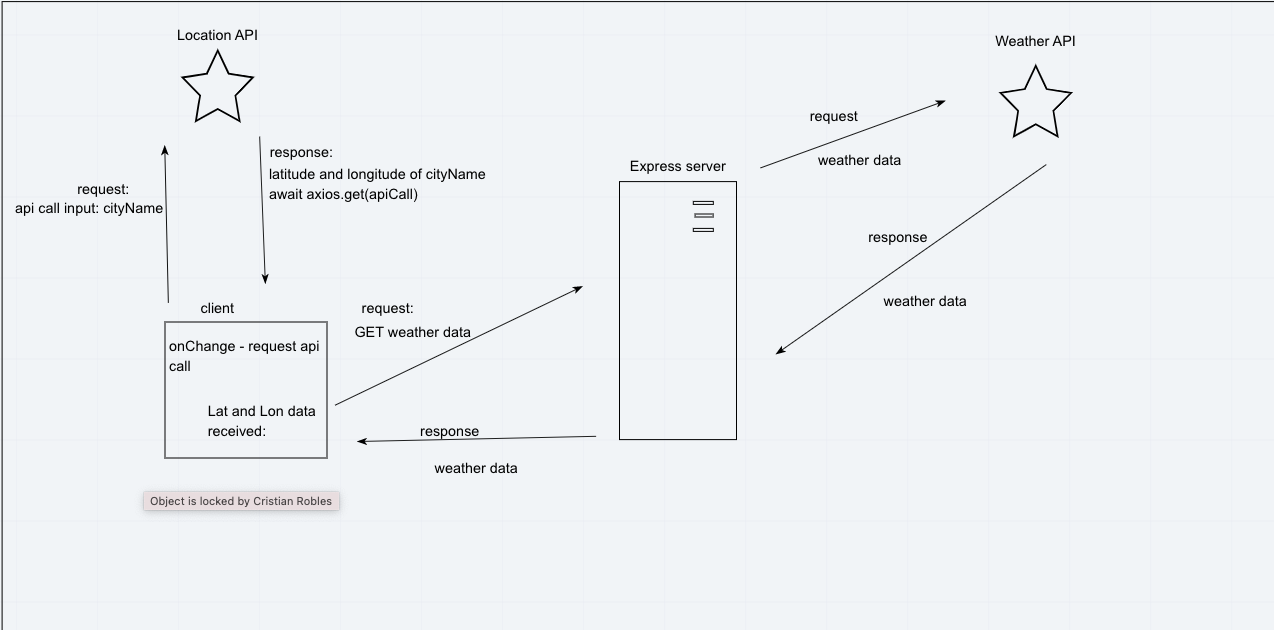 Location API
Weather API
request
response:
weather data
Express server
latitude and longitude of cityName
request:
await axios.get(apiCall)
api call input: cityName
response
weather data
client
request:
GET weather data
onChange - request api
call
Lat and Lon data
received:
response
weather data
Object is locked by Cristian Robles